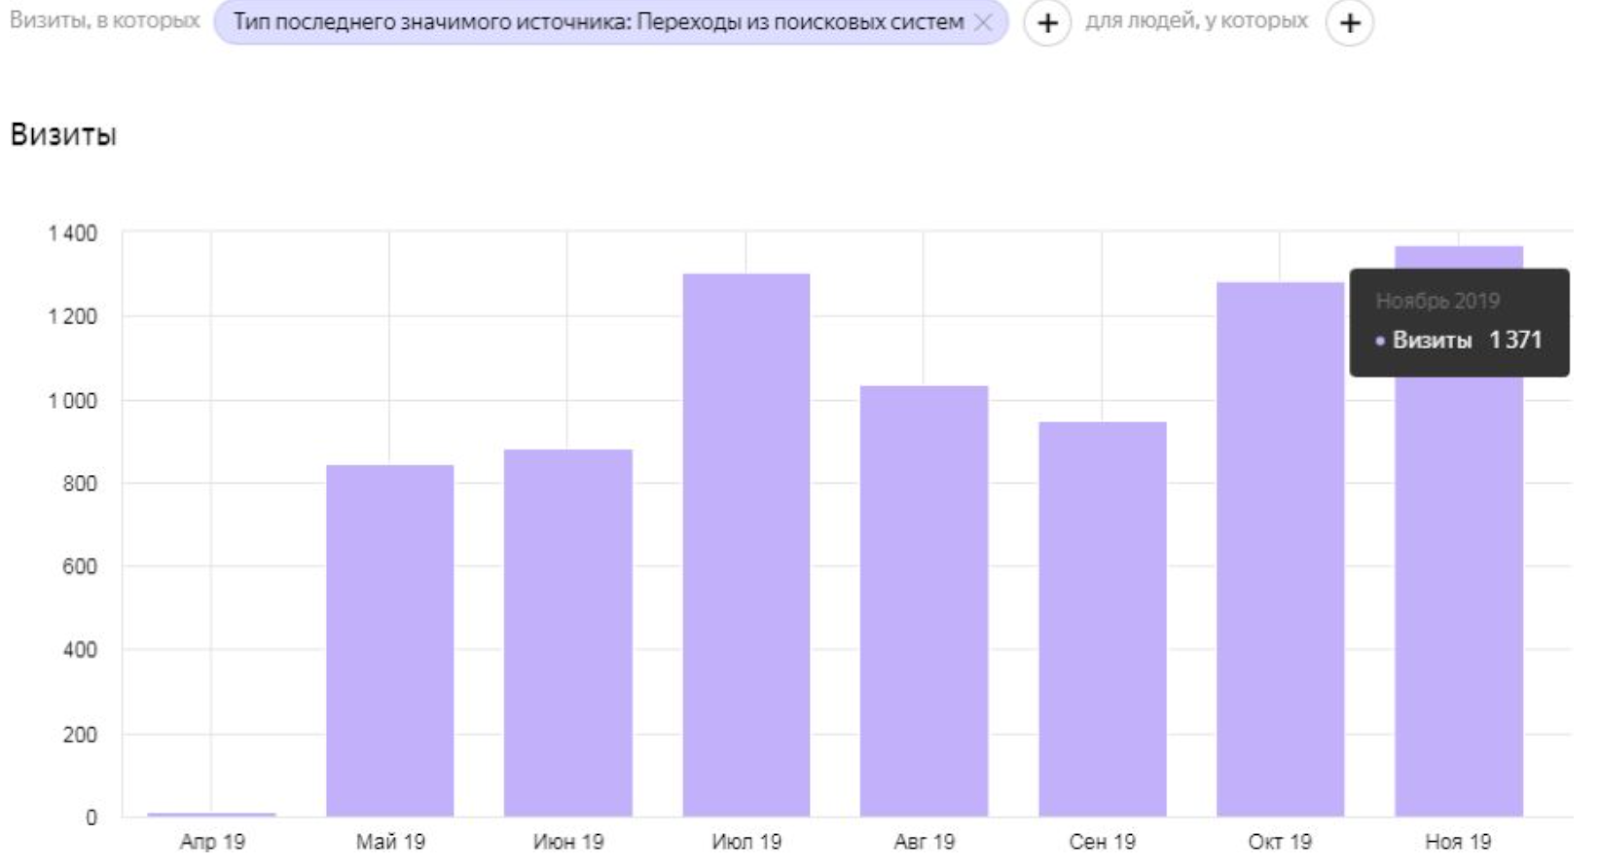 Визиты, в которых Тип последнего значимого источника: Переходы из поисковых систем × + для людей, у которых +
Визиты
1 400
1 200
1 000
800
600
400
200
0
Ноябрь 2019
• Визиты 1 371
Апр 19 Май 19 Июн 19 Июл 19 Авг 19 Сен 19 Окт 19 Ноя 19